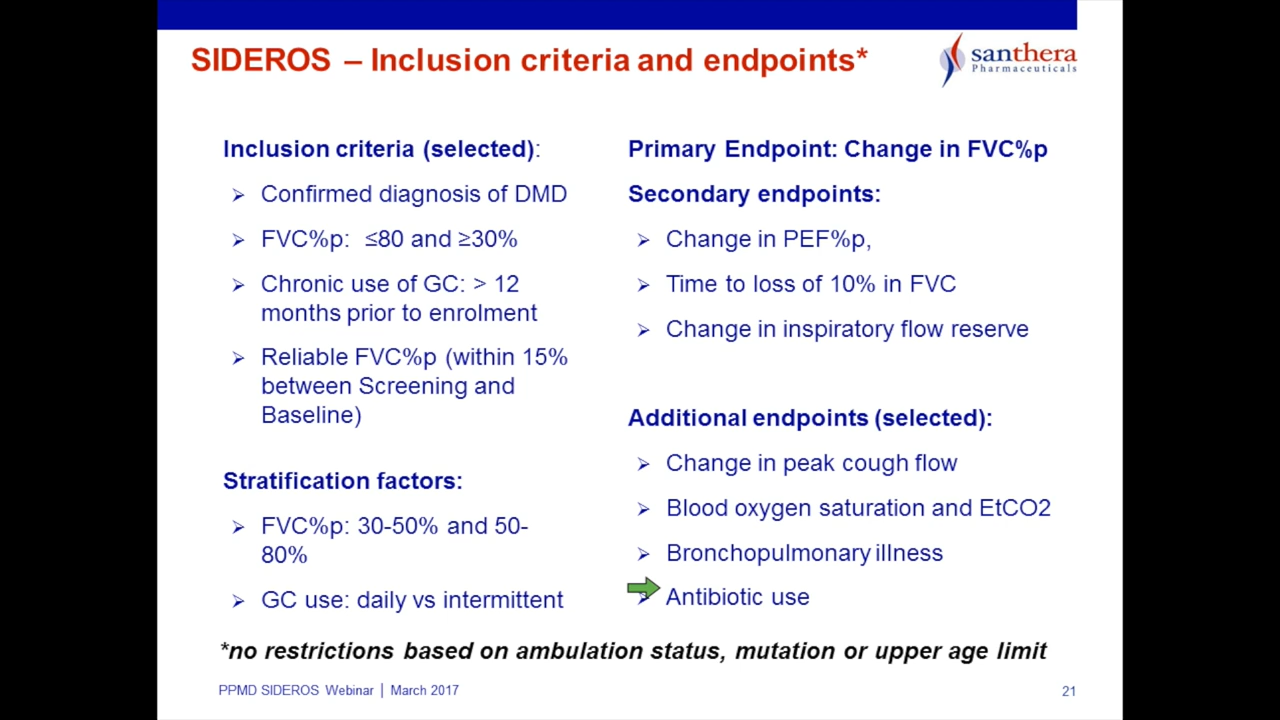 SIDEROS – Inclusion criteria and endpoints*
santhera
Pharmaceuticals
Inclusion criteria (selected):
➢ Confirmed diagnosis of DMD
➢ FVC%p: ≤80 and ≥30%
➢ Chronic use of GC: > 12
months prior to enrolment
➢ Reliable FVC%p (within 15%
between Screening and
Baseline)
Stratification factors:
➢ FVC%p: 30-50% and 50-
80%
➢ GC use: daily vs intermittent
Primary Endpoint: Change in FVC%p
Secondary endpoints:
➢ Change in PEF%p,
➢ Time to loss of 10% in FVC
➢ Change in inspiratory flow reserve
Additional endpoints (selected):
➢ Change in peak cough flow
➢ Blood oxygen saturation and EtCO2
➢ Bronchopulmonary illness
➢ Antibiotic use
*no restrictions based on ambulation status, mutation or upper age limit
PPMD SIDEROS Webinar | March 2017
21